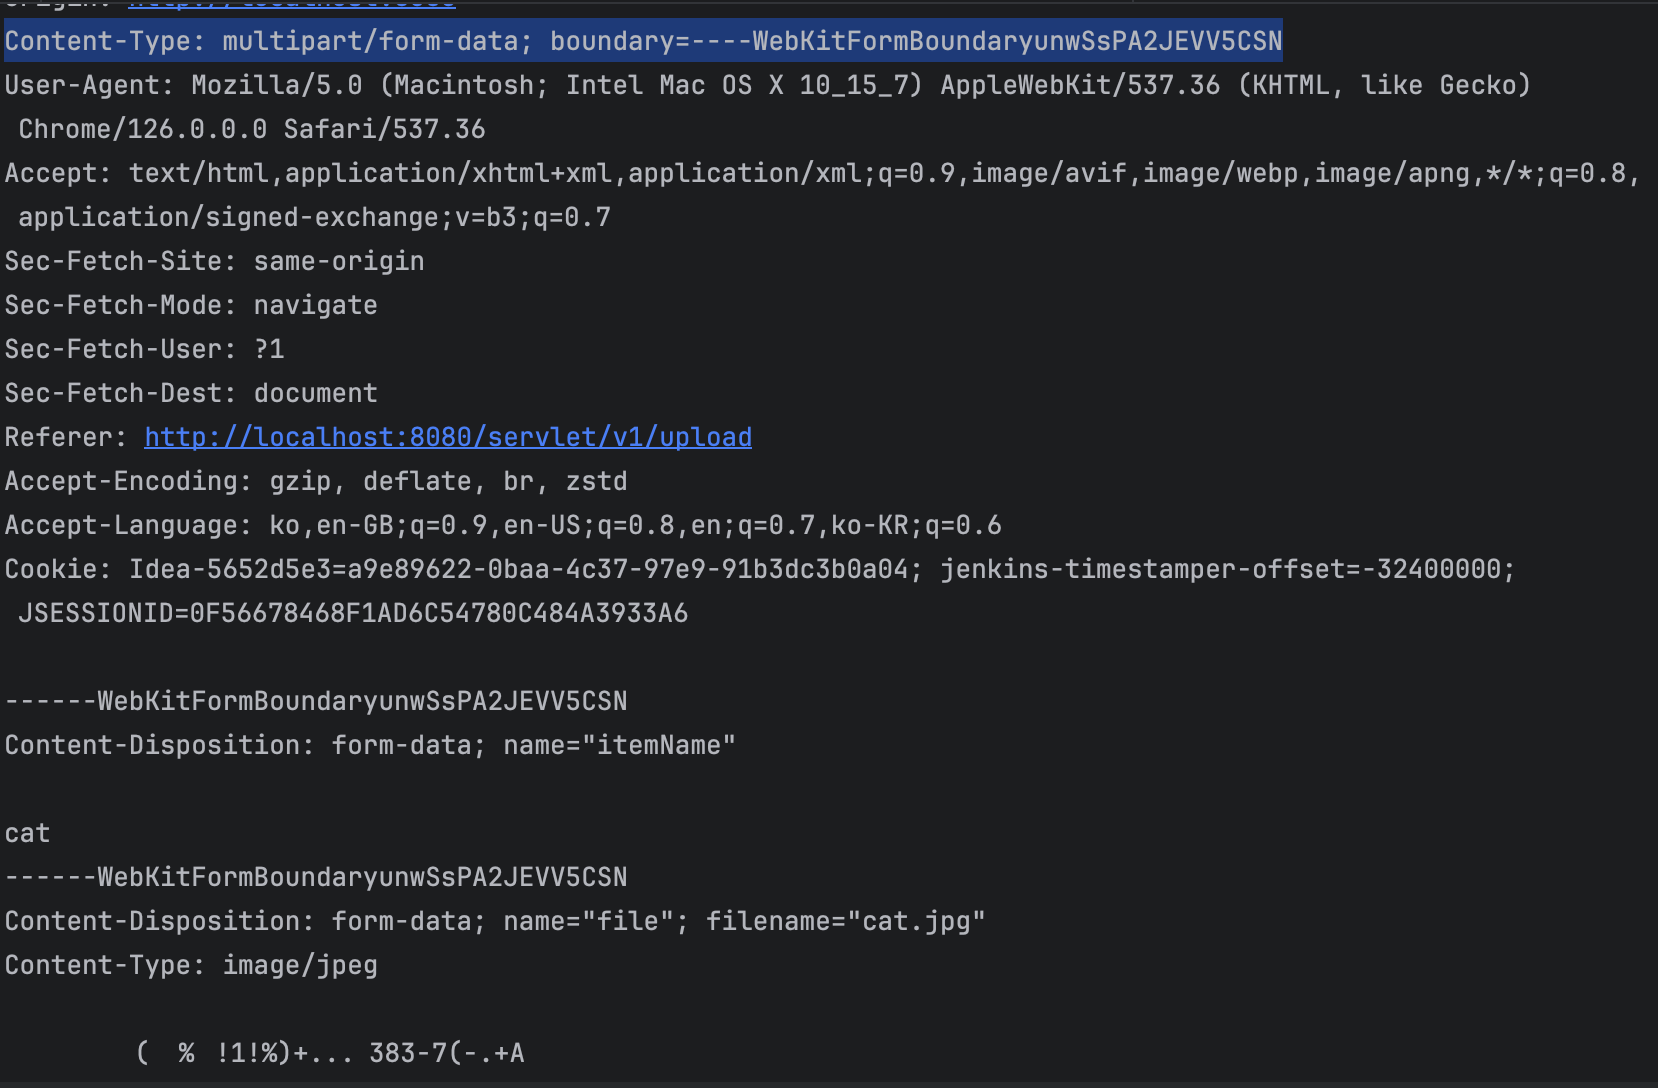 Content-Type: multipart/form-data; boundary=----WebKitFormBoundaryunwSsPA2JEVV5CSN
User-Agent: Mozilla/5.0 (Macintosh; Intel Mac OS X 10_15_7) AppleWebKit/537.36 (KHTML, like Gecko)
Chrome/126.0.0.0 Safari/537.36
Accept: text/html,application/xhtml+xml,application/xml;q=0.9,image/avif,image/webp,image/apng,*/*;q=0.8,
application/signed-exchange;v=b3;q=0.7
Sec-Fetch-Site: same-origin
Sec-Fetch-Mode: navigate
Sec-Fetch-User: ?1
Sec-Fetch-Dest: document
Referer: http://localhost:8080/servlet/v1/upload
Accept-Encoding: gzip, deflate, br, zstd
Accept-Language: ko,en-GB;q=0.9,en-US;q=0.8,en;q=0.7,ko-KR;q=0.6
Cookie: Idea-5652d5e3=a9e89622-0baa-4c37-97e9-91b3dc3b0a04; jenkins-timestamper-offset=-32400000;
JSESSIONID=0F56678468F1AD6C54780C484A3933A6
------WebKitFormBoundaryunwSsPA2JEVV5CSN
Content-Disposition: form-data; name="itemName"
cat
------WebKitFormBoundaryunwSsPA2JEVV5CSN
Content-Disposition: form-data; name="file"; filename="cat.jpg"
Content-Type: image/jpeg
( % !1!%)+... 383-7(-.+A